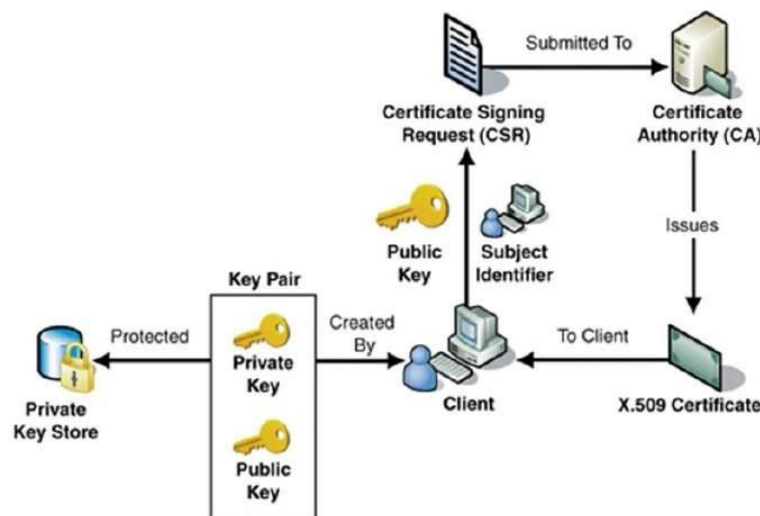 Submitted To
Certificate Signing
Request (CSR)
Certificate
Authority (CA)
Public
Key
Subject
Identifier
Issues
Key Pair
Protected
Private
Key
Created
By
To Client
Private
Key Store
Client
X.509 Certificate
Public
Key